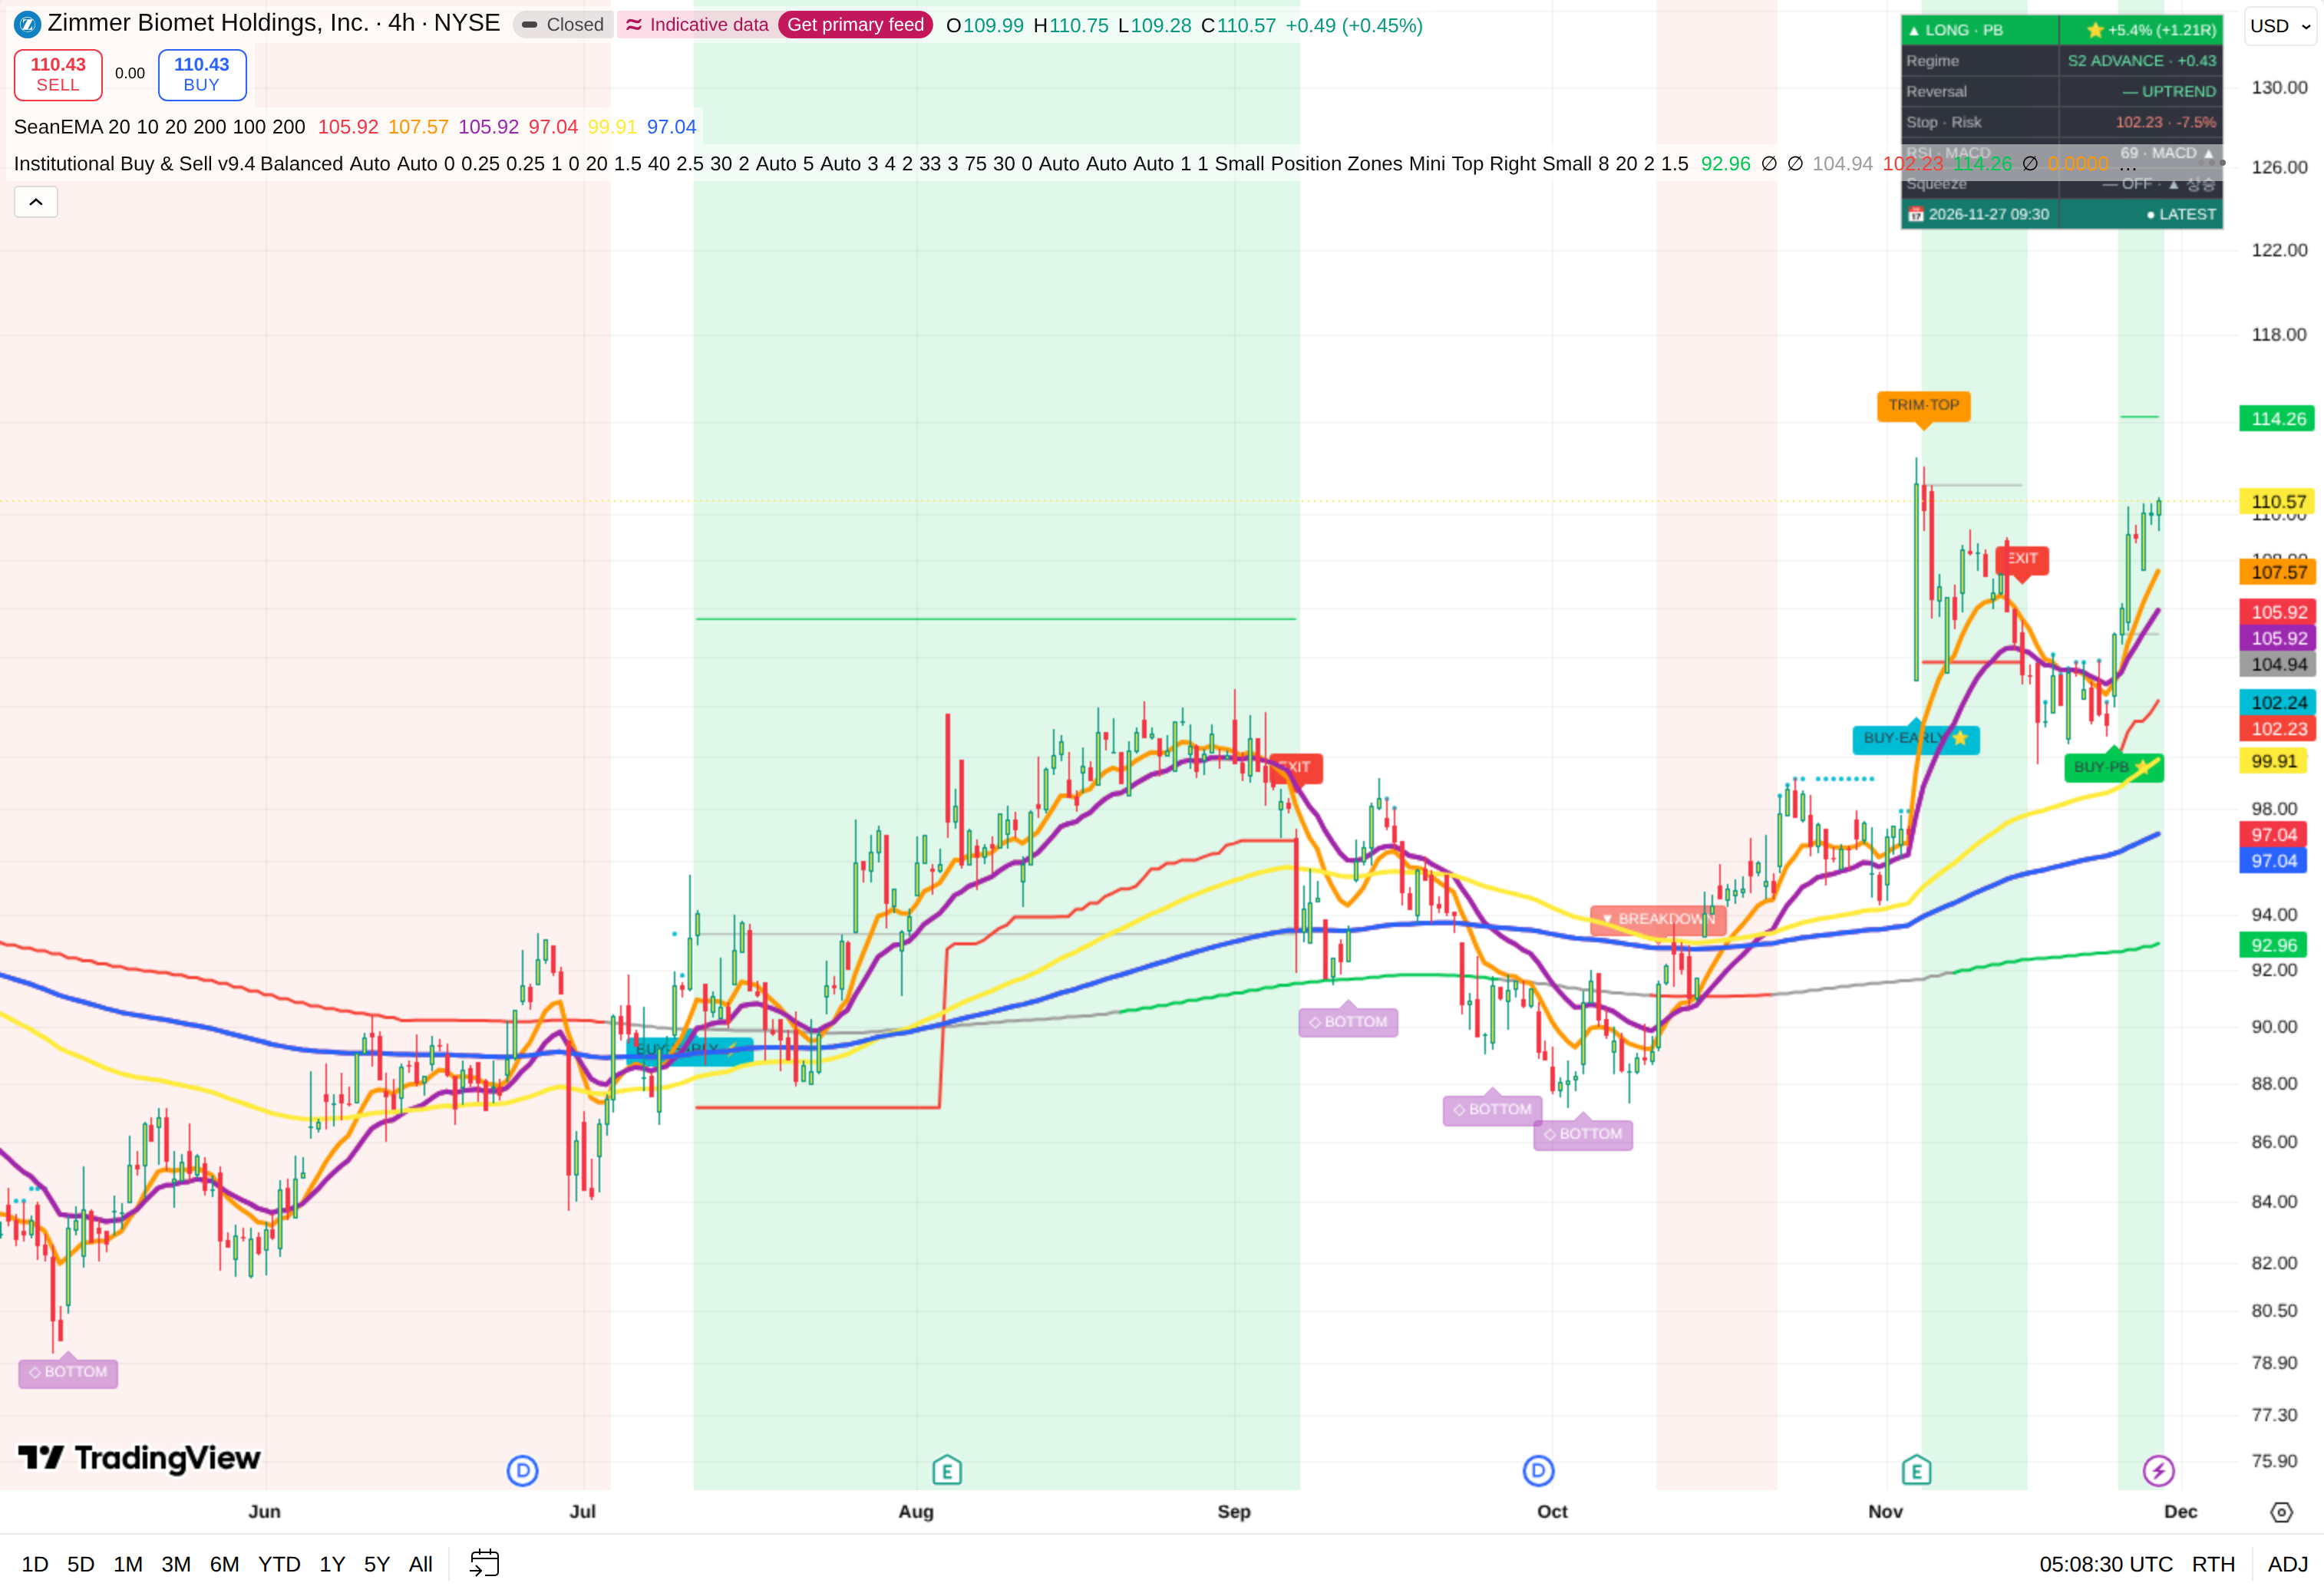 Zimmer Biomet Holdings, Inc. · 4h · NYSE Closed Indicative data Get primary feed O109.99 H110.75 L109.28 C110.57 +0.49 (+0.45%)
110.43 SELL 0.00 110.43 BUY
SeanEMA 20 10 20 200 100 200 105.92 107.57 105.92 97.04 99.91 97.04
Institutional Buy & Sell v9.4 Balanced Auto Auto 0 0.25 0.25 1 0 20 1.5 40 2.5 30 2 Auto 5 Auto 3 4 2 33 3 75 30 0 Auto Auto Auto 1 1 Small Position Zones Mini Top Right Small 8 20 2 1.5 92.96 ∅ ∅ 104.94 102.23 114.26 ∅ 0.0000 ...
▲ LONG · PB ⭐ +5.4% (+1.21R)
Regime S2 ADVANCE · +0.43
Reversal — UPTREND
Stop · Risk 102.23 · -7.5%
RSI · MACD 69 · MACD ▲
Squeeze — OFF · ▲ 상승
📅 2026-11-27 09:30 ● LATEST
USD
130.00
126.00
122.00
118.00
114.26
110.57
110.00
107.57
105.92
105.92
104.94
102.24
102.23
99.91
98.00
97.04
97.04
94.00
92.96
92.00
90.00
88.00
86.00
84.00
82.00
80.50
78.90
77.30
75.90
TRIM·TOP
EXIT
BUY·EARLY ⭐
BUY·PB ⭐
EXIT
▼ BREAKDOWN
◇ BOTTOM
BUY·EARLY
◇ BOTTOM
◇ BOTTOM
◇ BOTTOM
TradingView
D E D E
Jun Jul Aug Sep Oct Nov Dec
1D 5D 1M 3M 6M YTD 1Y 5Y All 05:08:30 UTC RTH ADJ